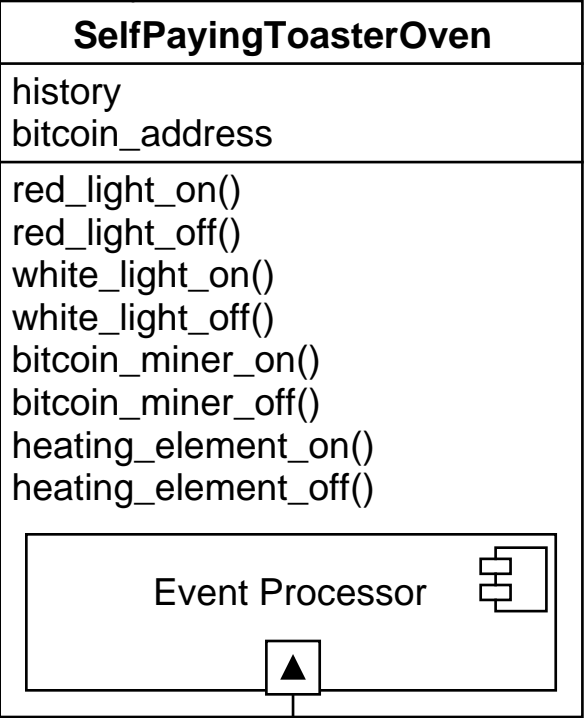 SelfPayingToasterOven
history
bitcoin_address
red_light_on()
red_light_off()
white_light_on()
white_light_off()
bitcoin_miner_on()
bitcoin_miner_off()
heating_element_on()
heating_element_off()
Event Processor